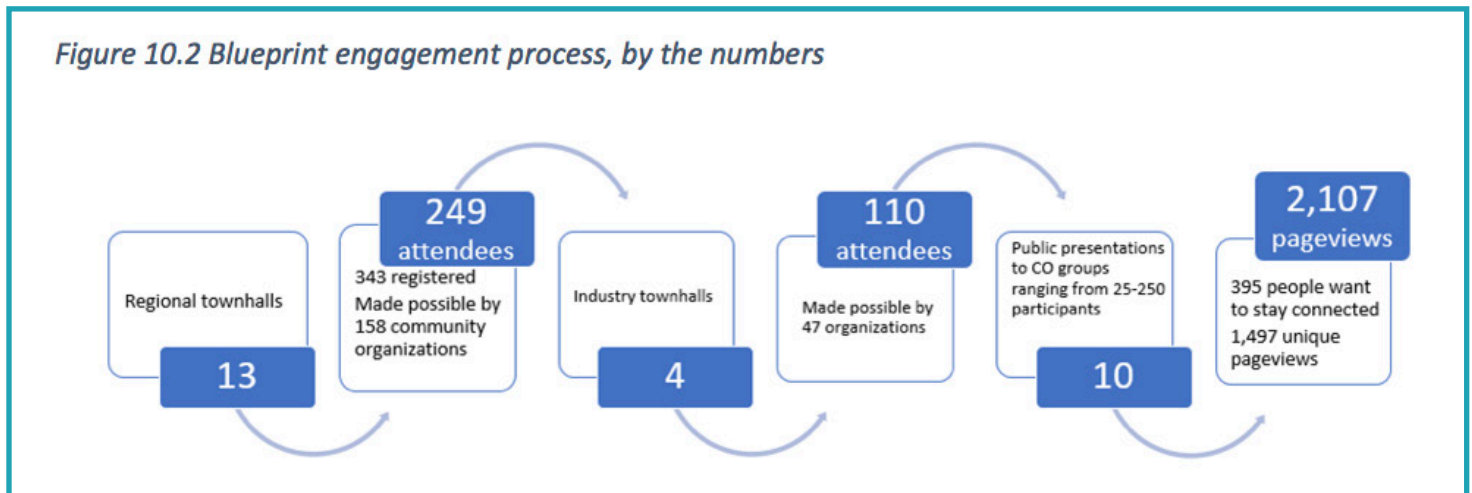 Figure 10.2 Blueprint engagement process, by the numbers
Regional townhalls
13
249
attendees
343 registered
Made possible by
158 community
organizations
Industry townhalls
4
110
attendees
Made possible by
47 organizations
Public presentations
to CO groups
ranging from 25-250
participants
10
2,107
pageviews
395 people want
to stay connected
1,497 unique
pageviews